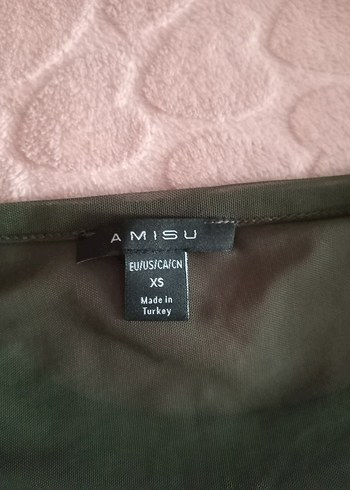 AMISU
EU/US/CA/CN
XS
Made in
Turkey